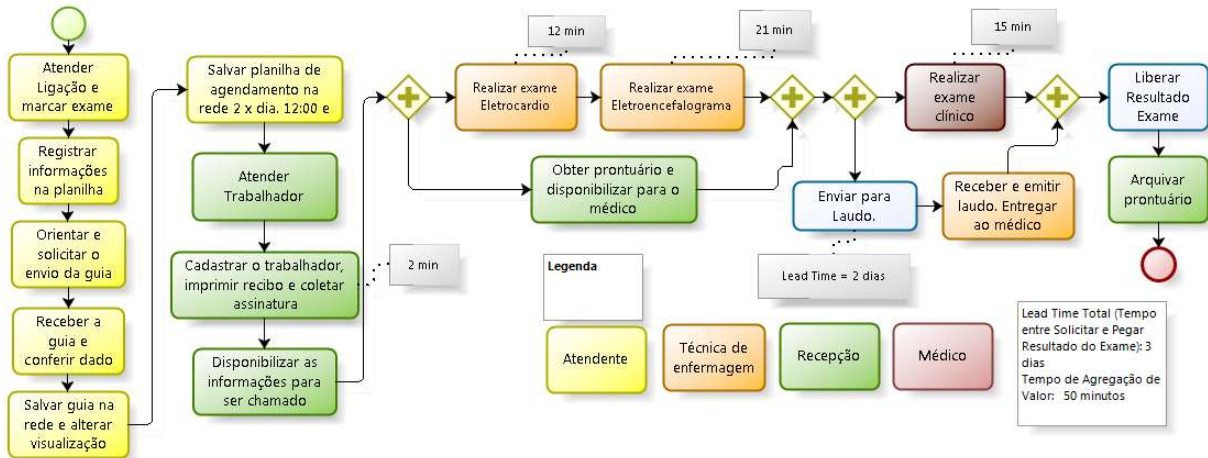 Atender
Ligação e
marcar exame
Registrar
informações
na planilha
Orientar e
solicitar o
envio da guia
Receber a
guia e
conferir dado
Salvar guia na
rede e alterar
visualização
Salvar planilha de
agendamento na
rede 2 x dia. 12:00 e
Atender
Trabalhador
Cadastrar o trabalhador,
imprimir recibo e coletar
assinatura
2 min
Disponibilizar as
informações para
ser chamado
12 min
Realizar exame
Eletrocardio
21 min
Realizar exame
Eletroencefalograma
Obter prontuário e
disponibilizar para o
médico
15 min
Realizar
exame
clínico
Enviar para
Laudo.
Lead Time = 2 dias
Receber e emitir
laudo. Entregar
ao médico
Liberar
Resultado
Exame
Arquivar
prontuário
Legenda
Atendente
Técnica de
enfermagem
Recepção
Médico
Lead Time Total (Tempo
entre Solicitar e Pegar
Resultado do Exame): 3
dias
Tempo de Agregação de
Valor: 50 minutos